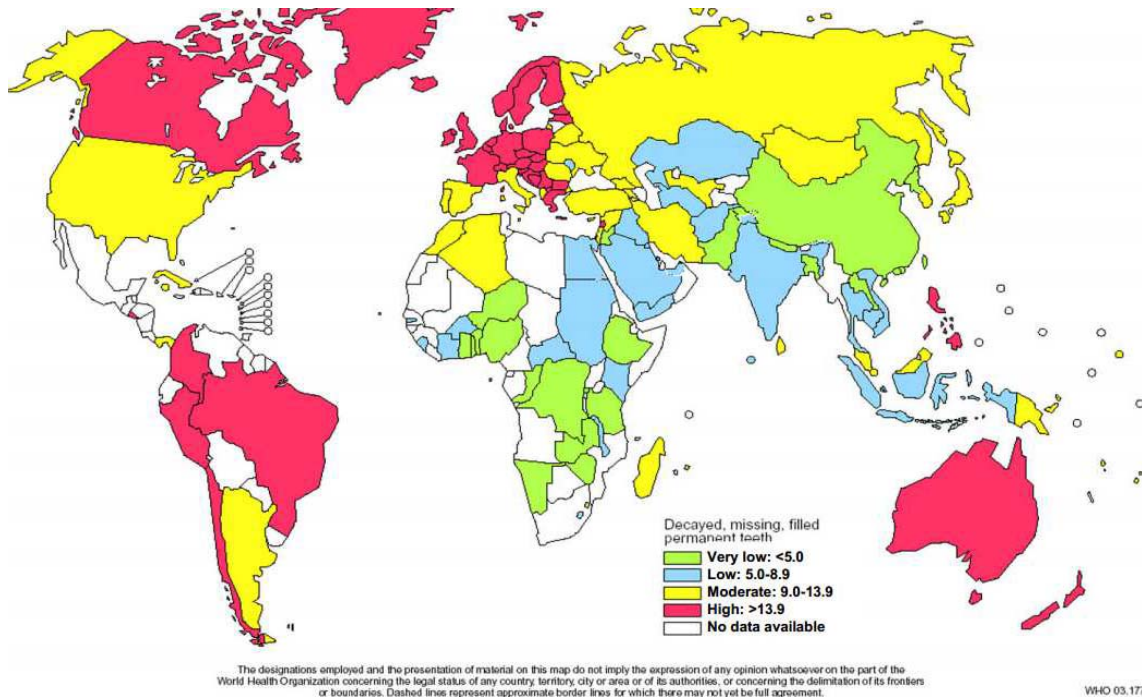 Decayed, missing, filled
permanent teeth
Very low: <5.0
Low: 5.0-8.9
Moderate: 9.0-13.9
High: >13.9
No data available
The designations employed and the presentation of material on this map do not imply the expression of any opinion whatsoever on the part of the
World Health Organization concerning the legal status of any country, territory, city or area or of its authorities, or concerning the delimitation of its frontiers
or boundaries. Dashed lines represent approximate border lines for which there may not yet be full agreement.
WHO 03.17